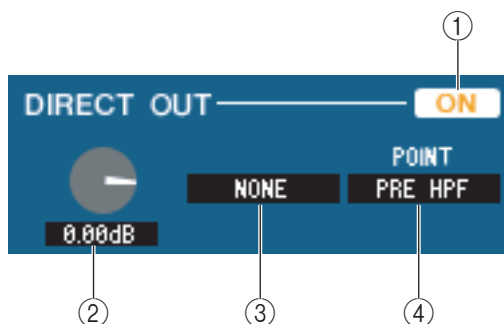 ①
DIRECT OUT ON
POINT
NONE PRE HPF
0.00dB
② ③ ④